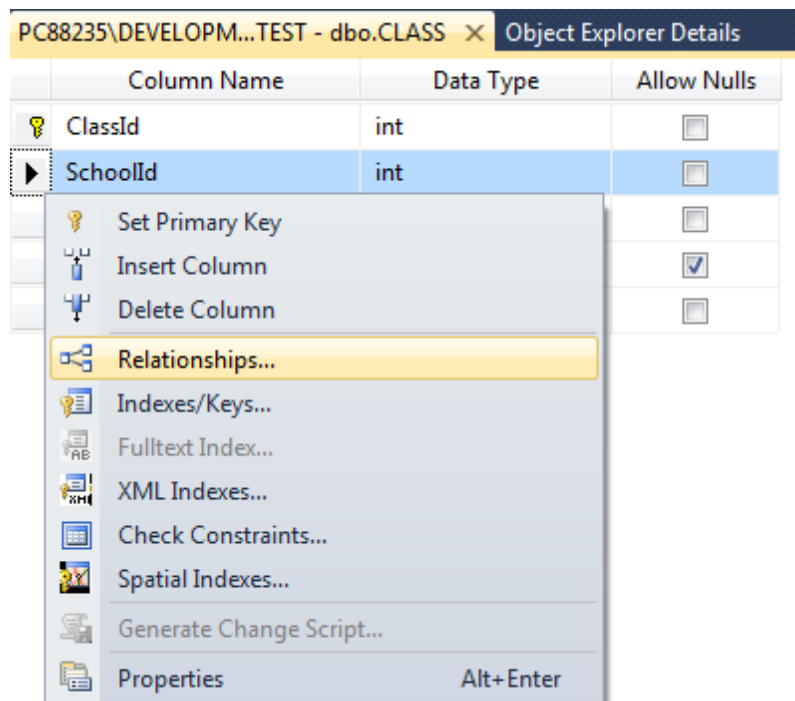 PC88235\DEVELOPM...TEST - dbo.CLASS Object Explorer Details
Column Name Data Type Allow Nulls
ClassId int
SchoolId int
Set Primary Key
Insert Column
Delete Column
Relationships...
Indexes/Keys...
AB Fulltext Index...
XML Indexes...
Check Constraints...
Spatial Indexes...
Generate Change Script...
Properties Alt+Enter